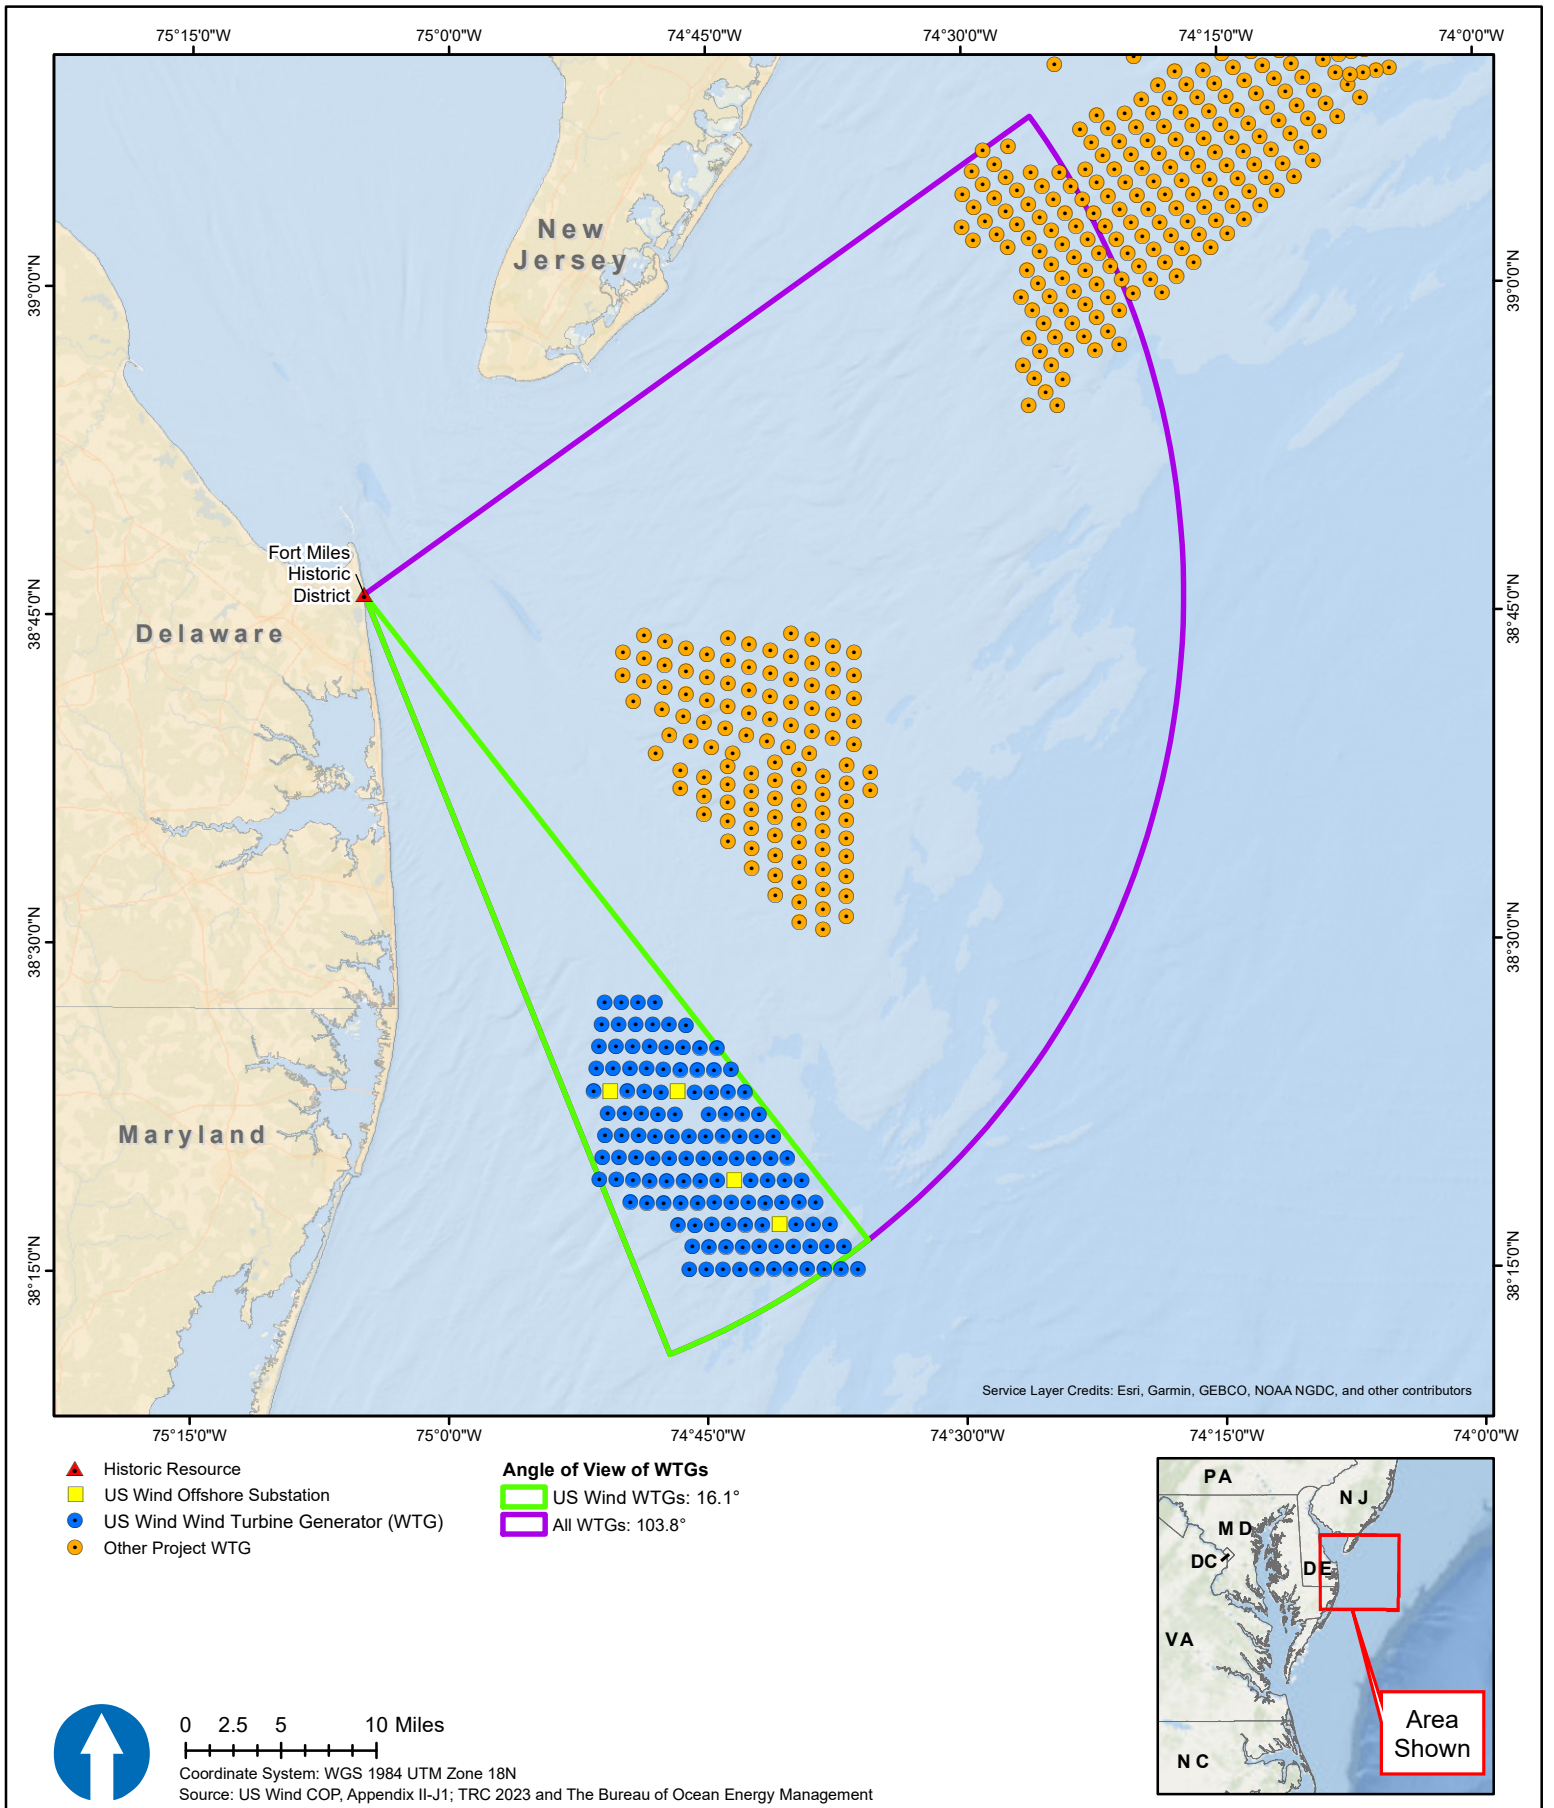 75°15'0"W 75°0'0"W 74°45'0"W 74°30'0"W 74°15'0"W 74°0'0"W
New
Jersey
39°0'0"N 39°0'0"N
Fort Miles
Historic
District
38°45'0"N 38°45'0"N
Delaware
38°30'0"N 38°30'0"N
Maryland
38°15'0"N 38°15'0"N
Service Layer Credits: Esri, Garmin, GEBCO, NOAA NGDC, and other contributors
75°15'0"W 75°0'0"W 74°45'0"W 74°30'0"W 74°15'0"W 74°0'0"W
Historic Resource
US Wind Offshore Substation
US Wind Wind Turbine Generator (WTG)
Other Project WTG
Angle of View of WTGs
US Wind WTGs: 16.1°
All WTGs: 103.8°
PA
NJ
MD
DC
DE
VA
NC
Area
Shown
0 2.5 5 10 Miles
Coordinate System: WGS 1984 UTM Zone 18N
Source: US Wind COP, Appendix II-J1; TRC 2023 and The Bureau of Ocean Energy Management